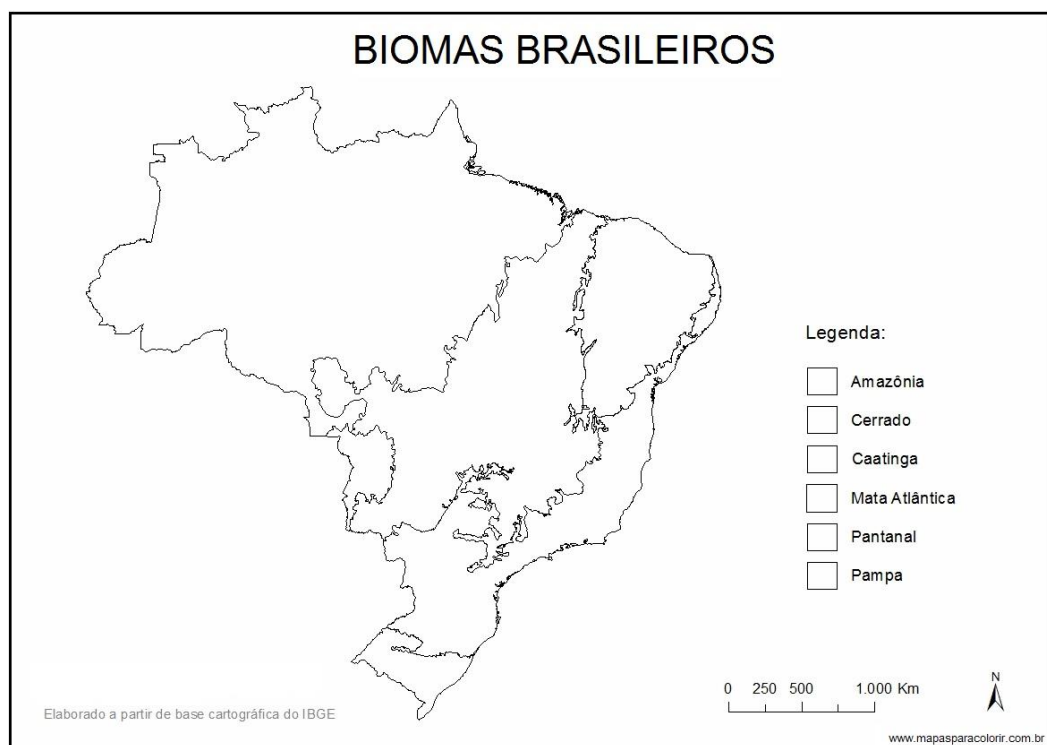 BIOMAS BRASILEIROS
Legenda:
Amazônia
Cerrado
Caatinga
Mata Atlântica
Pantanal
Pampa
N
0 250 500 1.000 Km
Elaborado a partir de base cartográfica do IBGE
www.mapasparacolorir.com.br